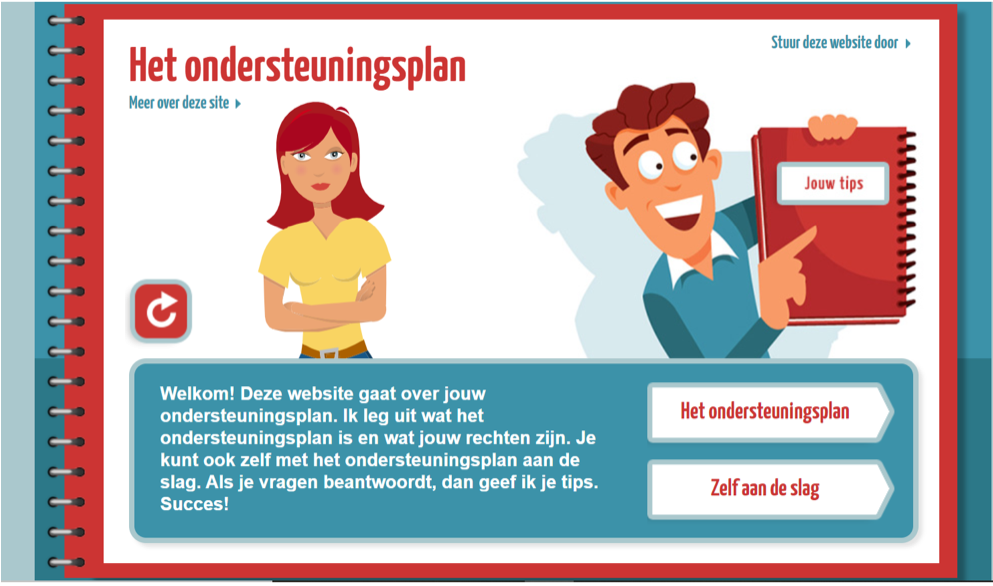 Stuur deze website door
Het ondersteuningsplan
Meer over deze site
Jouw tips
Welkom! Deze website gaat over jouw
ondersteuningsplan. Ik leg uit wat het
ondersteuningsplan is en wat jouw rechten zijn. Je
kunt ook zelf met het ondersteuningsplan aan de
slag. Als je vragen beantwoordt, dan geef ik je tips.
Succes!
Het ondersteuningsplan
Zelf aan de slag